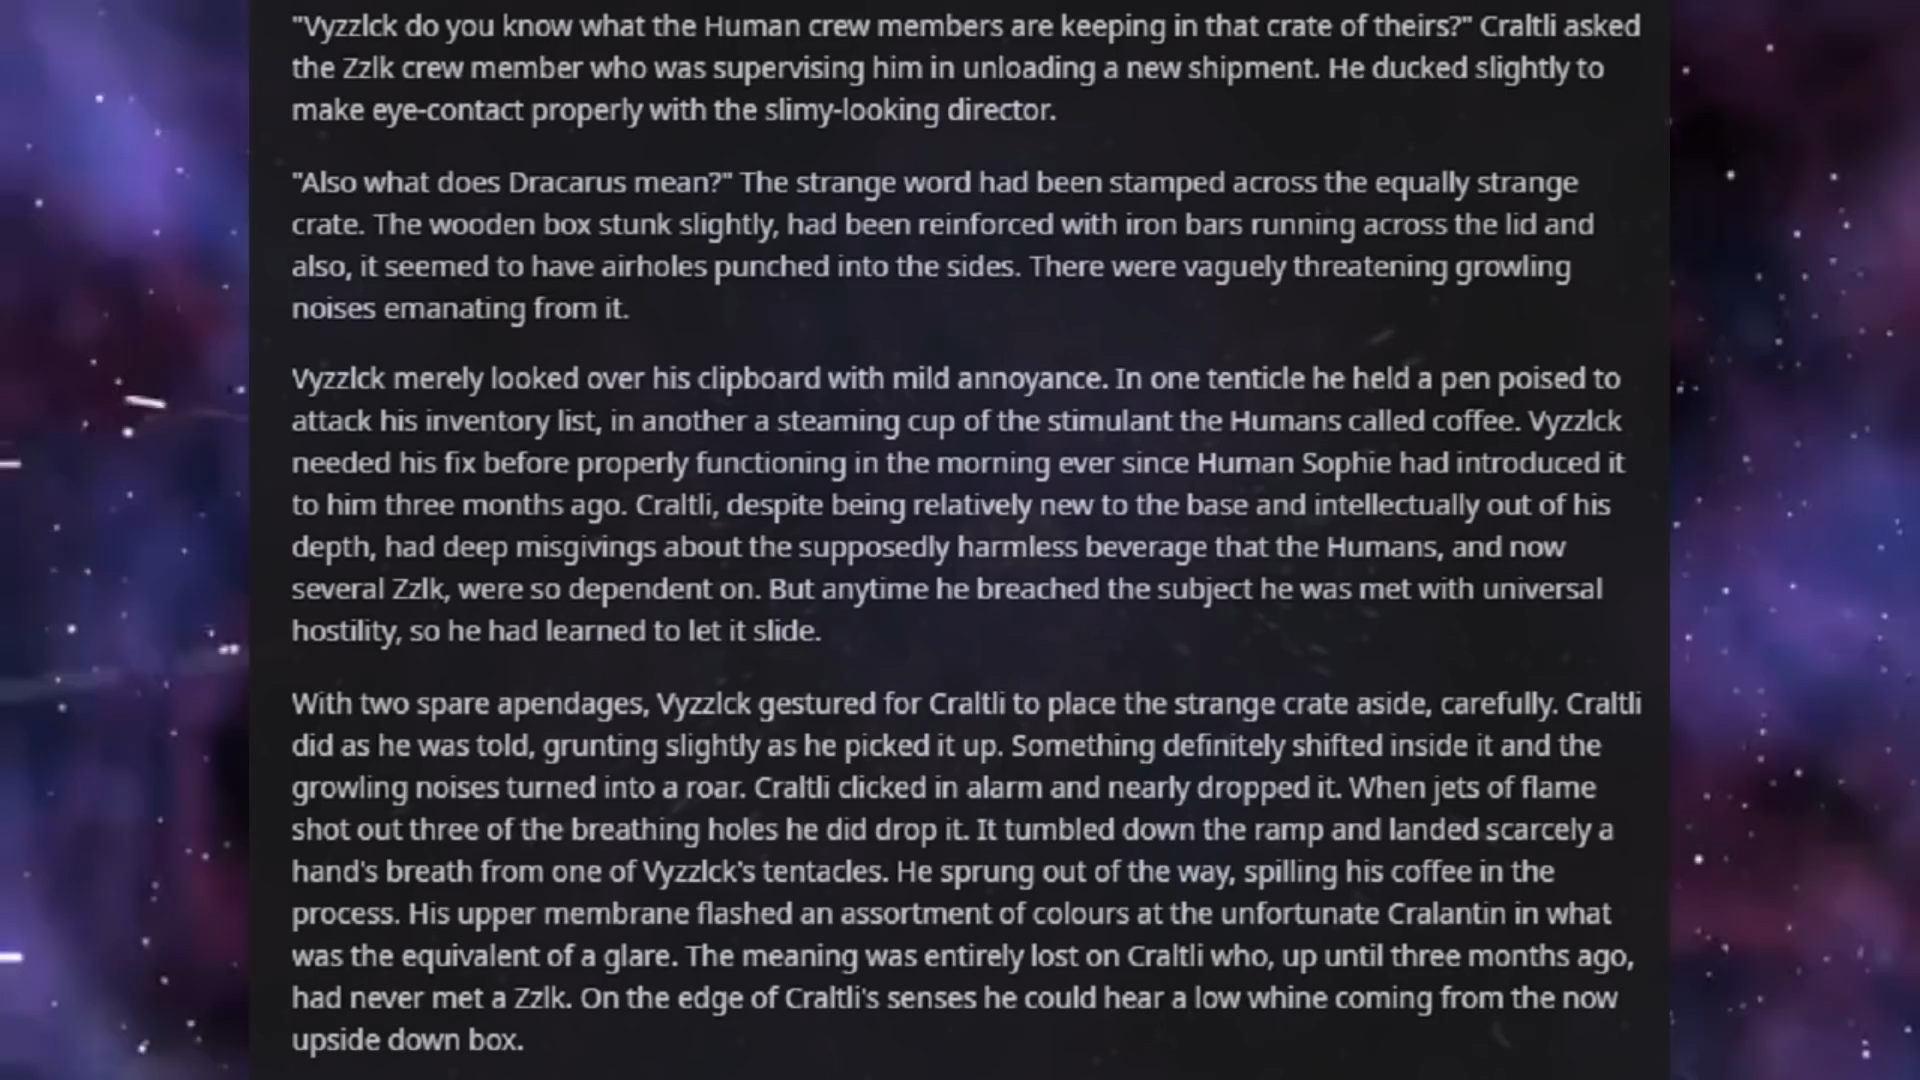 "Vyzzlck do you know what the Human crew members are keeping in that crate of theirs?" Craltli asked
the Zzlk crew member who was supervising him in unloading a new shipment. He ducked slightly to
make eye-contact properly with the slimy-looking director.
"Also what does Dracarus mean?" The strange word had been stamped across the equally strange
crate. The wooden box stunk slightly, had been reinforced with iron bars running across the lid and
also, it seemed to have airholes punched into the sides. There were vaguely threatening growling
noises emanating from it.
Vyzzlck merely looked over his clipboard with mild annoyance. In one tenticle he held a pen poised to
attack his inventory list, in another a steaming cup of the stimulant the Humans called coffee. Vyzzlck
needed his fix before properly functioning in the morning ever since Human Sophie had introduced it
to him three months ago. Craltli, despite being relatively new to the base and intellectually out of his
depth, had deep misgivings about the supposedly harmless beverage that the Humans, and now
several Zzlk, were so dependent on. But anytime he breached the subject he was met with universal
hostility, so he had learned to let it slide.
With two spare apendages, Vyzzlck gestured for Craltli to place the strange crate aside, carefully. Craltli
did as he was told, grunting slightly as he picked it up. Something definitely shifted inside it and the
growling noises turned into a roar. Craltli clicked in alarm and nearly dropped it. When jets of flame
shot out three of the breathing holes he did drop it. It tumbled down the ramp and landed scarcely a
hand's breath from one of Vyzzlck's tentacles. He sprung out of the way, spilling his coffee in the
process. His upper membrane flashed an assortment of colours at the unfortunate Cralantin in what
was the equivalent of a glare. The meaning was entirely lost on Craltli who, up until three months ago,
had never met a Zzlk. On the edge of Craltli's senses he could hear a low whine coming from the now
upside down box.